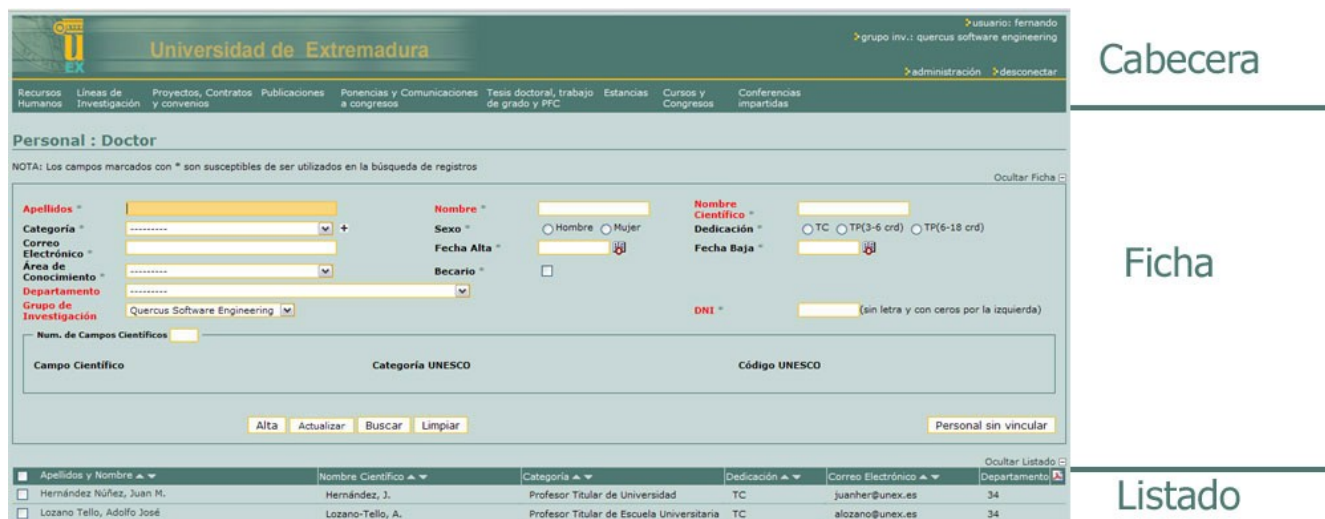 usuario: fernando
grupo inv.: quercus software engineering
UEX
Universidad de Extremadura
administración desconectar
Cabecera
Recursos Humanos Líneas de Investigación Proyectos, Contratos y convenios Publicaciones Ponencias y Comunicaciones a congresos Tesis doctoral, trabajo de grado y PFC Estancias Cursos y Congresos Conferencias impartidas
Personal : Doctor
NOTA: Los campos marcados con * son susceptibles de ser utilizados en la búsqueda de registros
Ocultar Ficha
Apellidos * Nombre * Nombre Científico *
Categoría * --------- + Sexo * Hombre Mujer Dedicación * TC TP(3-6 crd) TP(6-18 crd)
Correo Electrónico * Fecha Alta * Fecha Baja *
Ficha
Área de Conocimiento * --------- Becario *
Departamento ---------
Grupo de Investigación Quercus Software Engineering DNI * (sin letra y con ceros por la izquierda)
Num. de Campos Científicos
Campo Científico Categoría UNESCO Código UNESCO
Alta Actualizar Buscar Limpiar Personal sin vincular
Ocultar Listado
Apellidos y Nombre Nombre Científico Categoría Dedicación Correo Electrónico Departamento
Hernández Núñez, Juan M. Hernández, J. Profesor Titular de Universidad TC juanher@unex.es 34
Listado
Lozano Tello, Adolfo José Lozano-Tello, A. Profesor Titular de Escuela Universitaria TC alozano@unex.es 34